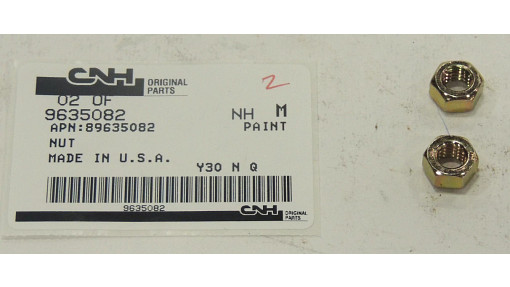 CNH ORIGINAL
PARTS
2
02 OF
9635082 NH M
APN:89635082 PAINT
NUT
MADE IN U.S.A.
Y30 N Q
9635082
CNH ORIGINAL
PARTS